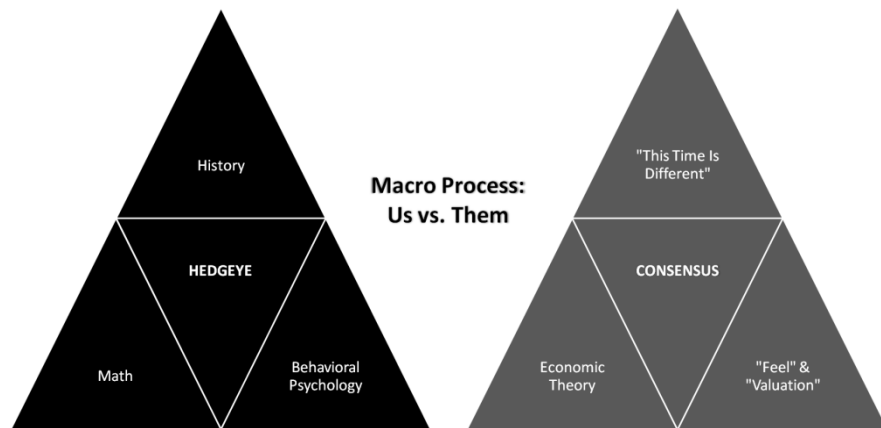 History
HEDGEYE
Math
Behavioral
Psychology
Macro Process:
Us vs. Them
"This Time Is
Different"
CONSENSUS
Economic
Theory
"Feel" &
"Valuation"